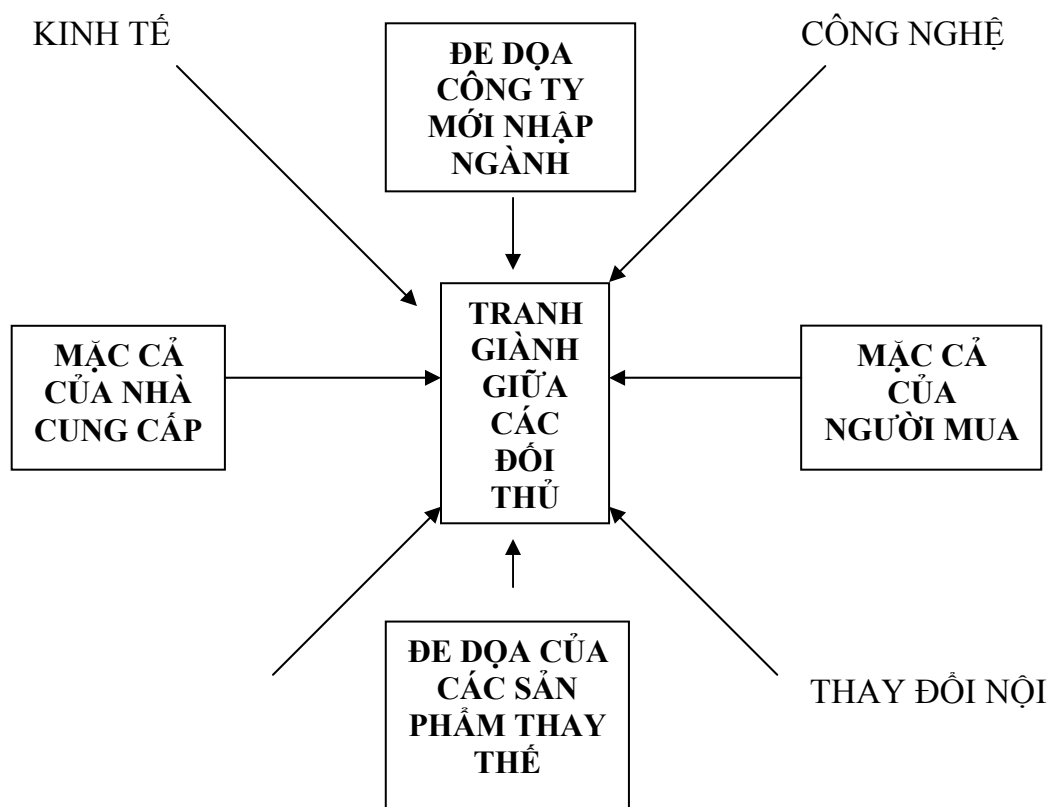 KINH TẾ
ĐE DỌA
CÔNG TY
MỚI NHẬP
NGÀNH
CÔNG NGHỆ
MẶC CẢ
CỦA NHÀ
CUNG CẤP
TRANH
GIÀNH
GIỮA
CÁC
ĐỐI
THỦ
MẶC CẢ
CỦA
NGƯỜI MUA
ĐE DỌA CỦA
CÁC SẢN
PHẨM THAY
THẾ
THAY ĐỔI NỘI